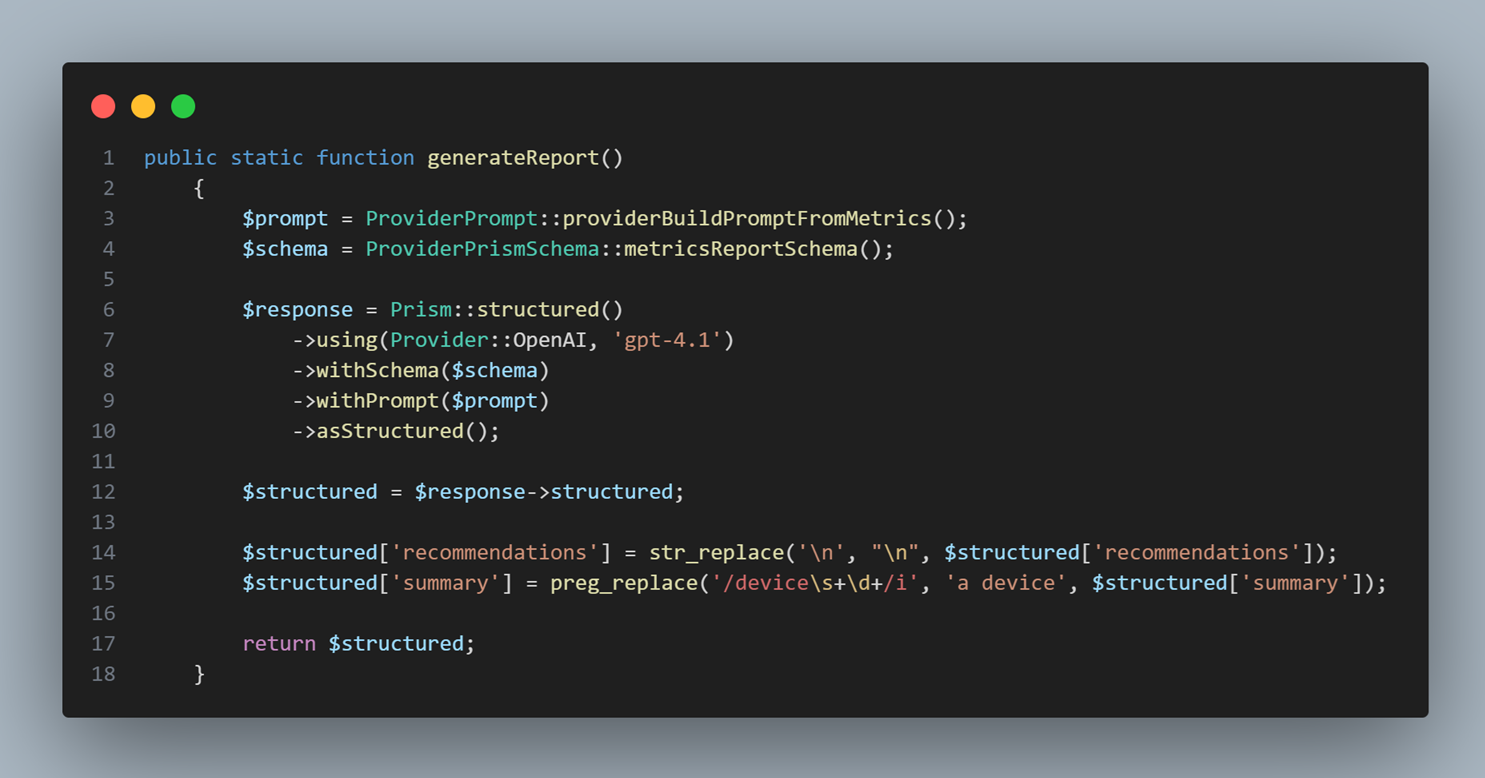 1 public static function generateReport()
2 {
3 $prompt = ProviderPrompt::providerBuildPromptFromMetrics();
4 $schema = ProviderPrismSchema::metricsReportSchema();
5
6 $response = Prism::structured()
7 ->using(Provider::OpenAI, 'gpt-4.1')
8 ->withSchema($schema)
9 ->withPrompt($prompt)
10 ->asStructured();
11
12 $structured = $response->structured;
13
14 $structured['recommendations'] = str_replace('\n', "\n", $structured['recommendations']);
15 $structured['summary'] = preg_replace('/device\s+\d+/i', 'a device', $structured['summary']);
16
17 return $structured;
18 }